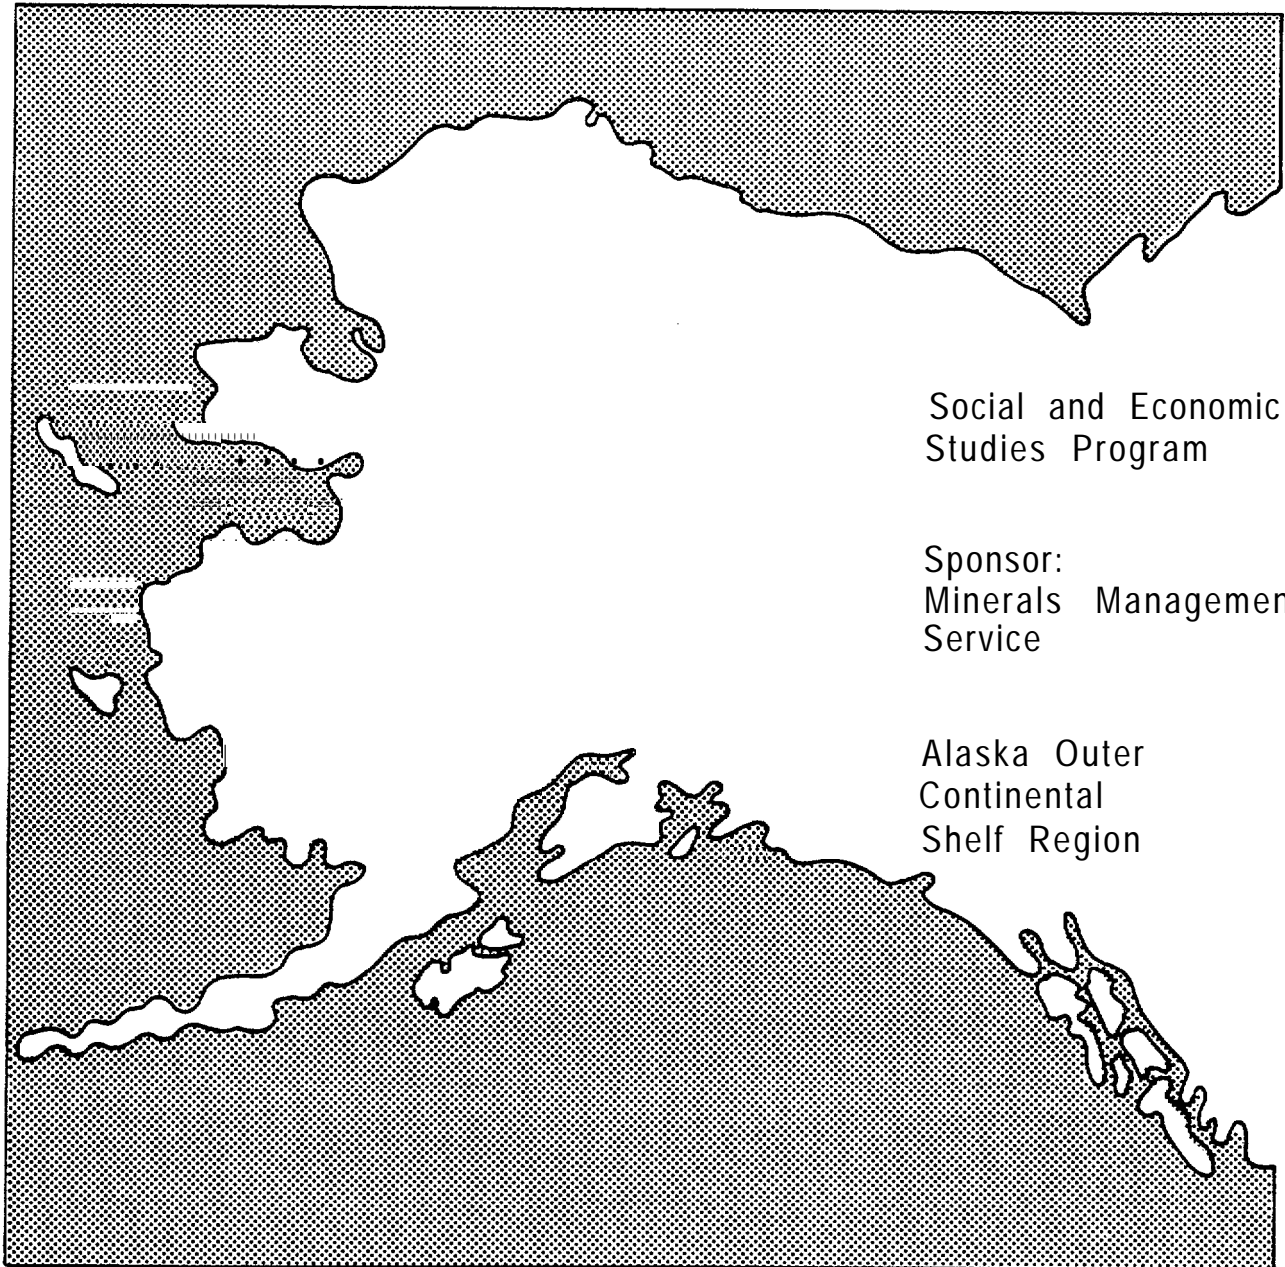 Social and Economic
Studies Program
Sponsor:
Minerals Managemen
Service
Alaska Outer
Continental
Shelf Region